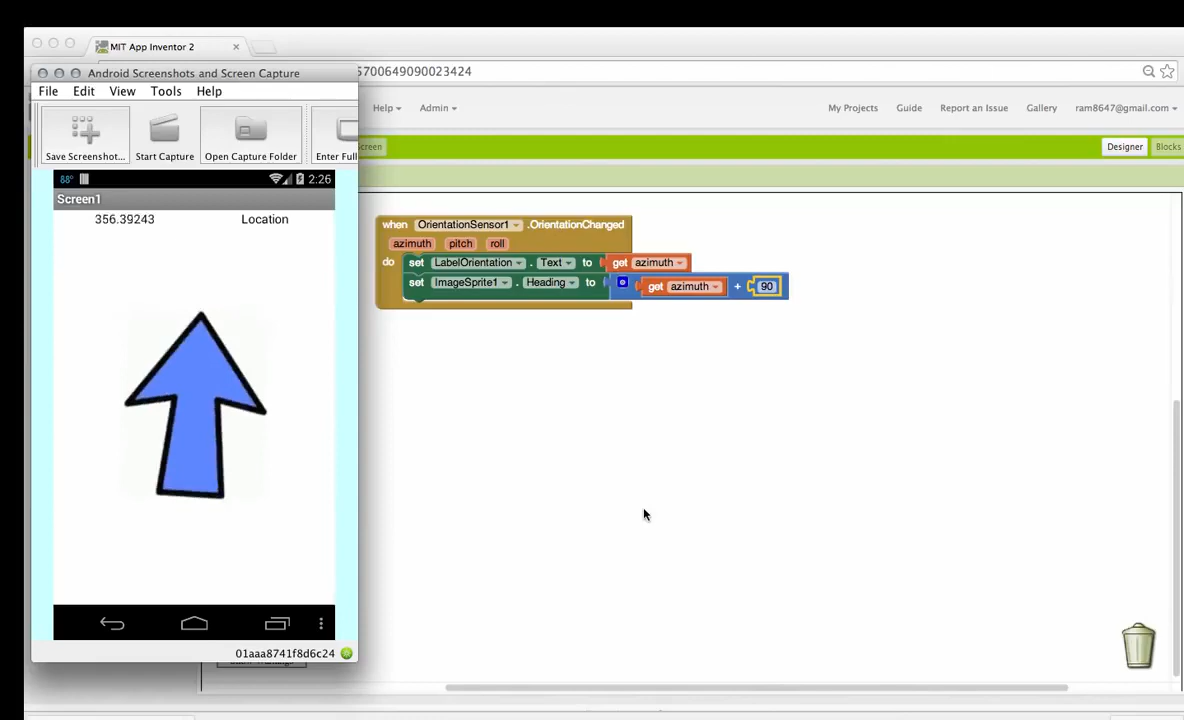 MIT App Inventor 2
5700649090023424
Android Screenshots and Screen Capture
File Edit View Tools Help
Help Admin My Projects Guide Report an Issue Gallery ram8647@gmail.com
Save Screenshot... Start Capture Open Capture Folder Enter Full
Designer Blocks
88° 2:26
Screen1
356.39243 Location
when OrientationSensor1 .OrientationChanged
azimuth pitch roll
do set LabelOrientation . Text to get azimuth
set ImageSprite1 . Heading to get azimuth + 90
01aaa8741f8d6c24